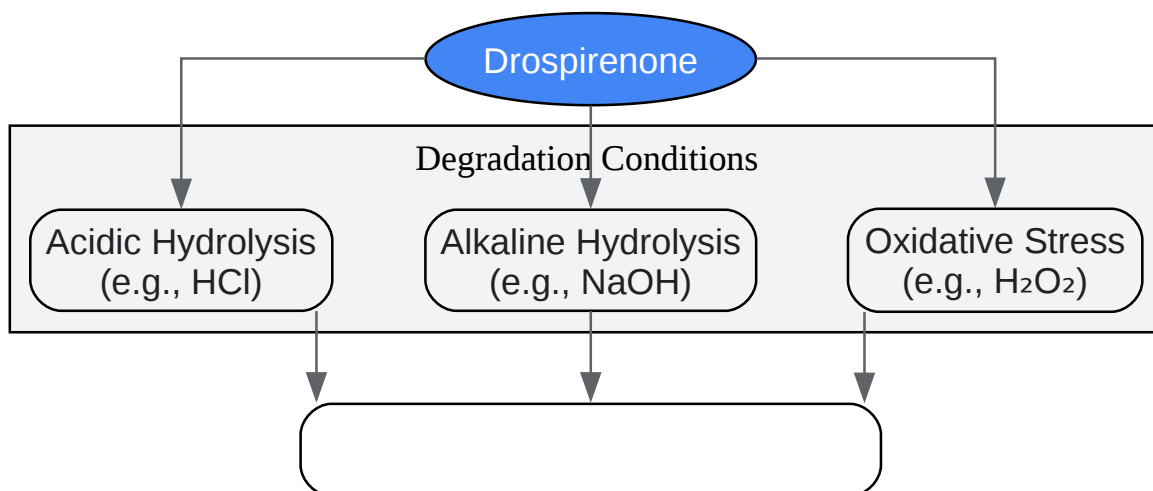 Drospirenone
Degradation Conditions
Acidic Hydrolysis
(e.g., HCl)
Alkaline Hydrolysis
(e.g., NaOH)
Oxidative Stress
(e.g., H₂O₂)